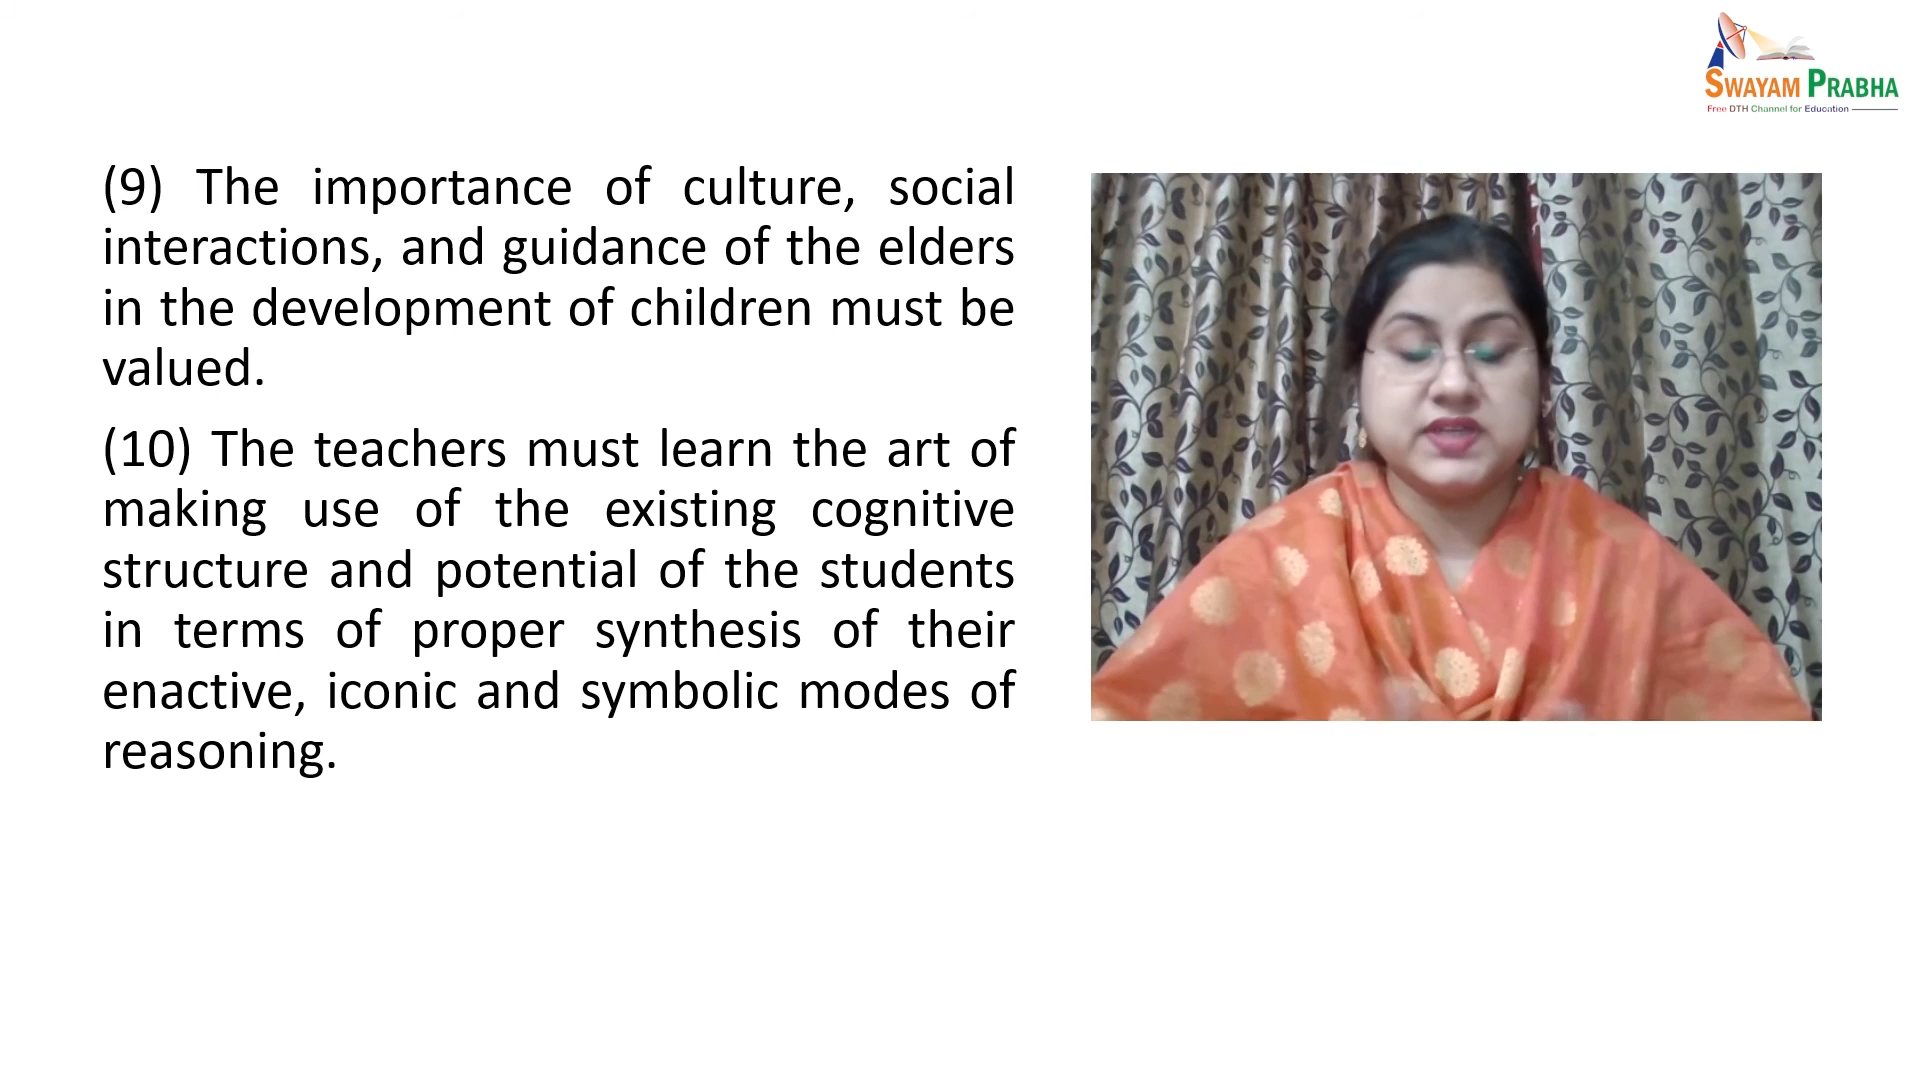 SWAYAM PRABHA
Free DTH Channel for Education
(9) The importance of culture, social
interactions, and guidance of the elders
in the development of children must be
valued.
(10) The teachers must learn the art of
making use of the existing cognitive
structure and potential of the students
in terms of proper synthesis of their
enactive, iconic and symbolic modes of
reasoning.